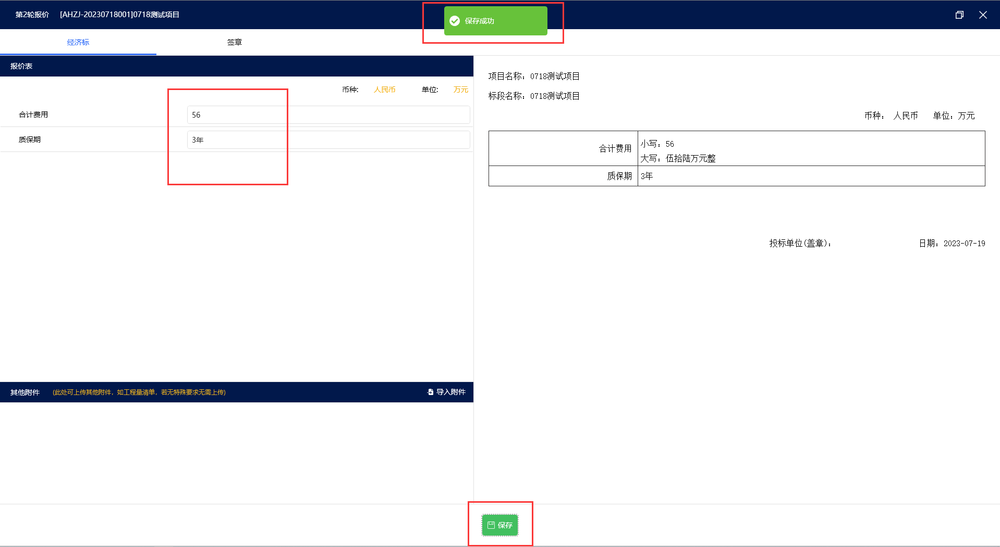 第2轮报价 [AHZJ-20230718001]0718测试项目
保存成功
经济标
签章
报价表
币种: 人民币 单位: 万元
合计费用 56
质保期 3年
其他附件 (此处可上传其他附件，如工程量清单，若无特殊要求无需上传)
导入附件
项目名称：0718测试项目
标段名称：0718测试项目
币种： 人民币 单位：万元
合计费用
小写：56
大写：伍拾陆万元整
质保期 3年
投标单位(盖章)：
日期：2023-07-19
保存